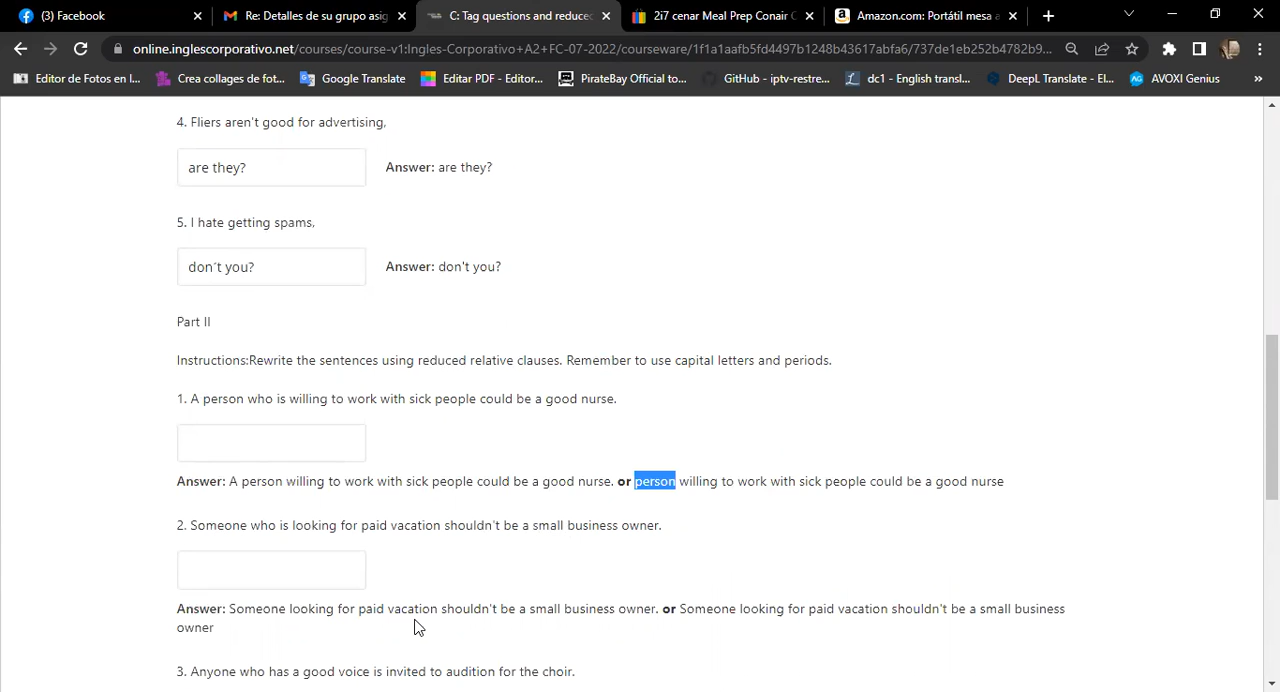 (3) Facebook
Re: Detalles de su grupo asig
C: Tag questions and reduce
2i7 cenar Meal Prep Conair C
Amazon.com: Portátil mesa a
online.inglescorporativo.net/courses/course-v1:Ingles-Corporativo+A2+FC-07-2022/courseware/1f1a1aafb5fd4497b1248b43617abfa6/737de1eb252b4782b9...
Editor de Fotos en l...
Crea collages de fot...
Google Translate
Editar PDF - Editor...
PirateBay Official to...
GitHub - iptv-restre...
dc1 - English transl...
DeepL Translate - El...
AVOXI Genius
»
4. Fliers aren't good for advertising,
are they? Answer: are they?
5. I hate getting spams,
don´t you? Answer: don't you?
Part II
Instructions:Rewrite the sentences using reduced relative clauses. Remember to use capital letters and periods.
1. A person who is willing to work with sick people could be a good nurse.
Answer: A person willing to work with sick people could be a good nurse. or person willing to work with sick people could be a good nurse
2. Someone who is looking for paid vacation shouldn't be a small business owner.
Answer: Someone looking for paid vacation shouldn't be a small business owner. or Someone looking for paid vacation shouldn't be a small business
owner
3. Anyone who has a good voice is invited to audition for the choir.